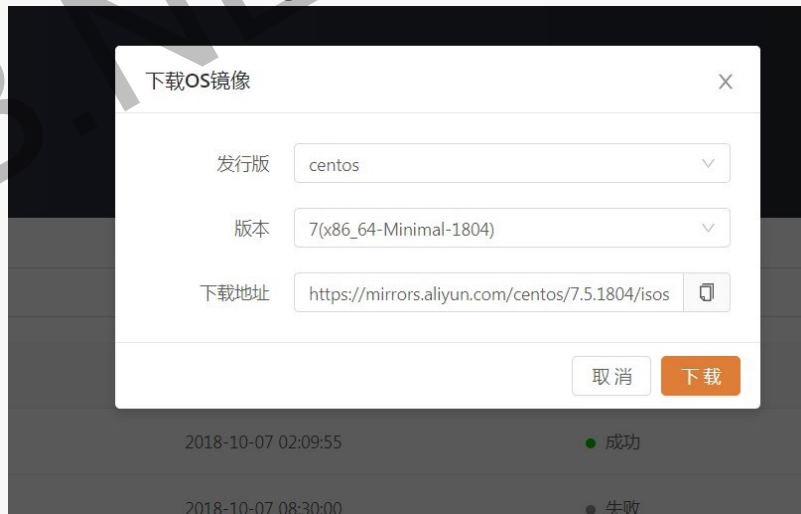 下载OS镜像
发行版 centos
版本 7(x86_64-Minimal-1804)
下载地址 https://mirrors.aliyun.com/centos/7.5.1804/isos
取 消 下 载
2018-10-07 02:09:55 成功
2018-10-07 08:30:00 失败